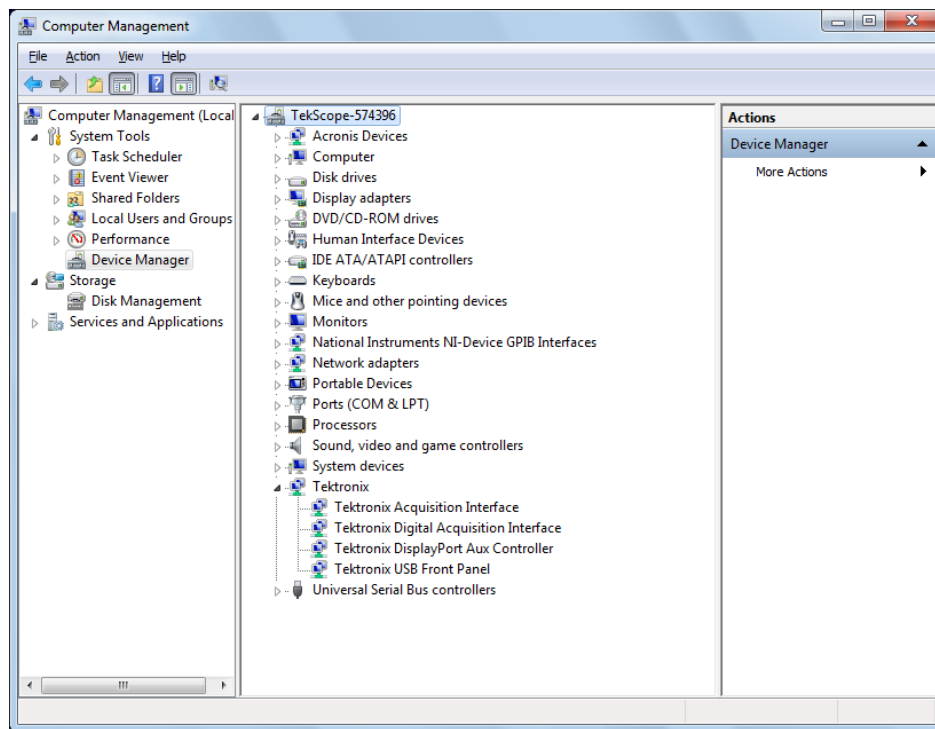 Computer Management
File Action View Help
Computer Management (Local
System Tools
Task Scheduler
Event Viewer
Shared Folders
Local Users and Groups
Performance
Device Manager
Storage
Disk Management
Services and Applications
TekScope-574396
Acronis Devices
Computer
Disk drives
Display adapters
DVD/CD-ROM drives
Human Interface Devices
IDE ATA/ATAPI controllers
Keyboards
Mice and other pointing devices
Monitors
National Instruments NI-Device GPIB Interfaces
Network adapters
Portable Devices
Ports (COM & LPT)
Processors
Sound, video and game controllers
System devices
Tektronix
Tektronix Acquisition Interface
Tektronix Digital Acquisition Interface
Tektronix DisplayPort Aux Controller
Tektronix USB Front Panel
Universal Serial Bus controllers
Actions
Device Manager
More Actions